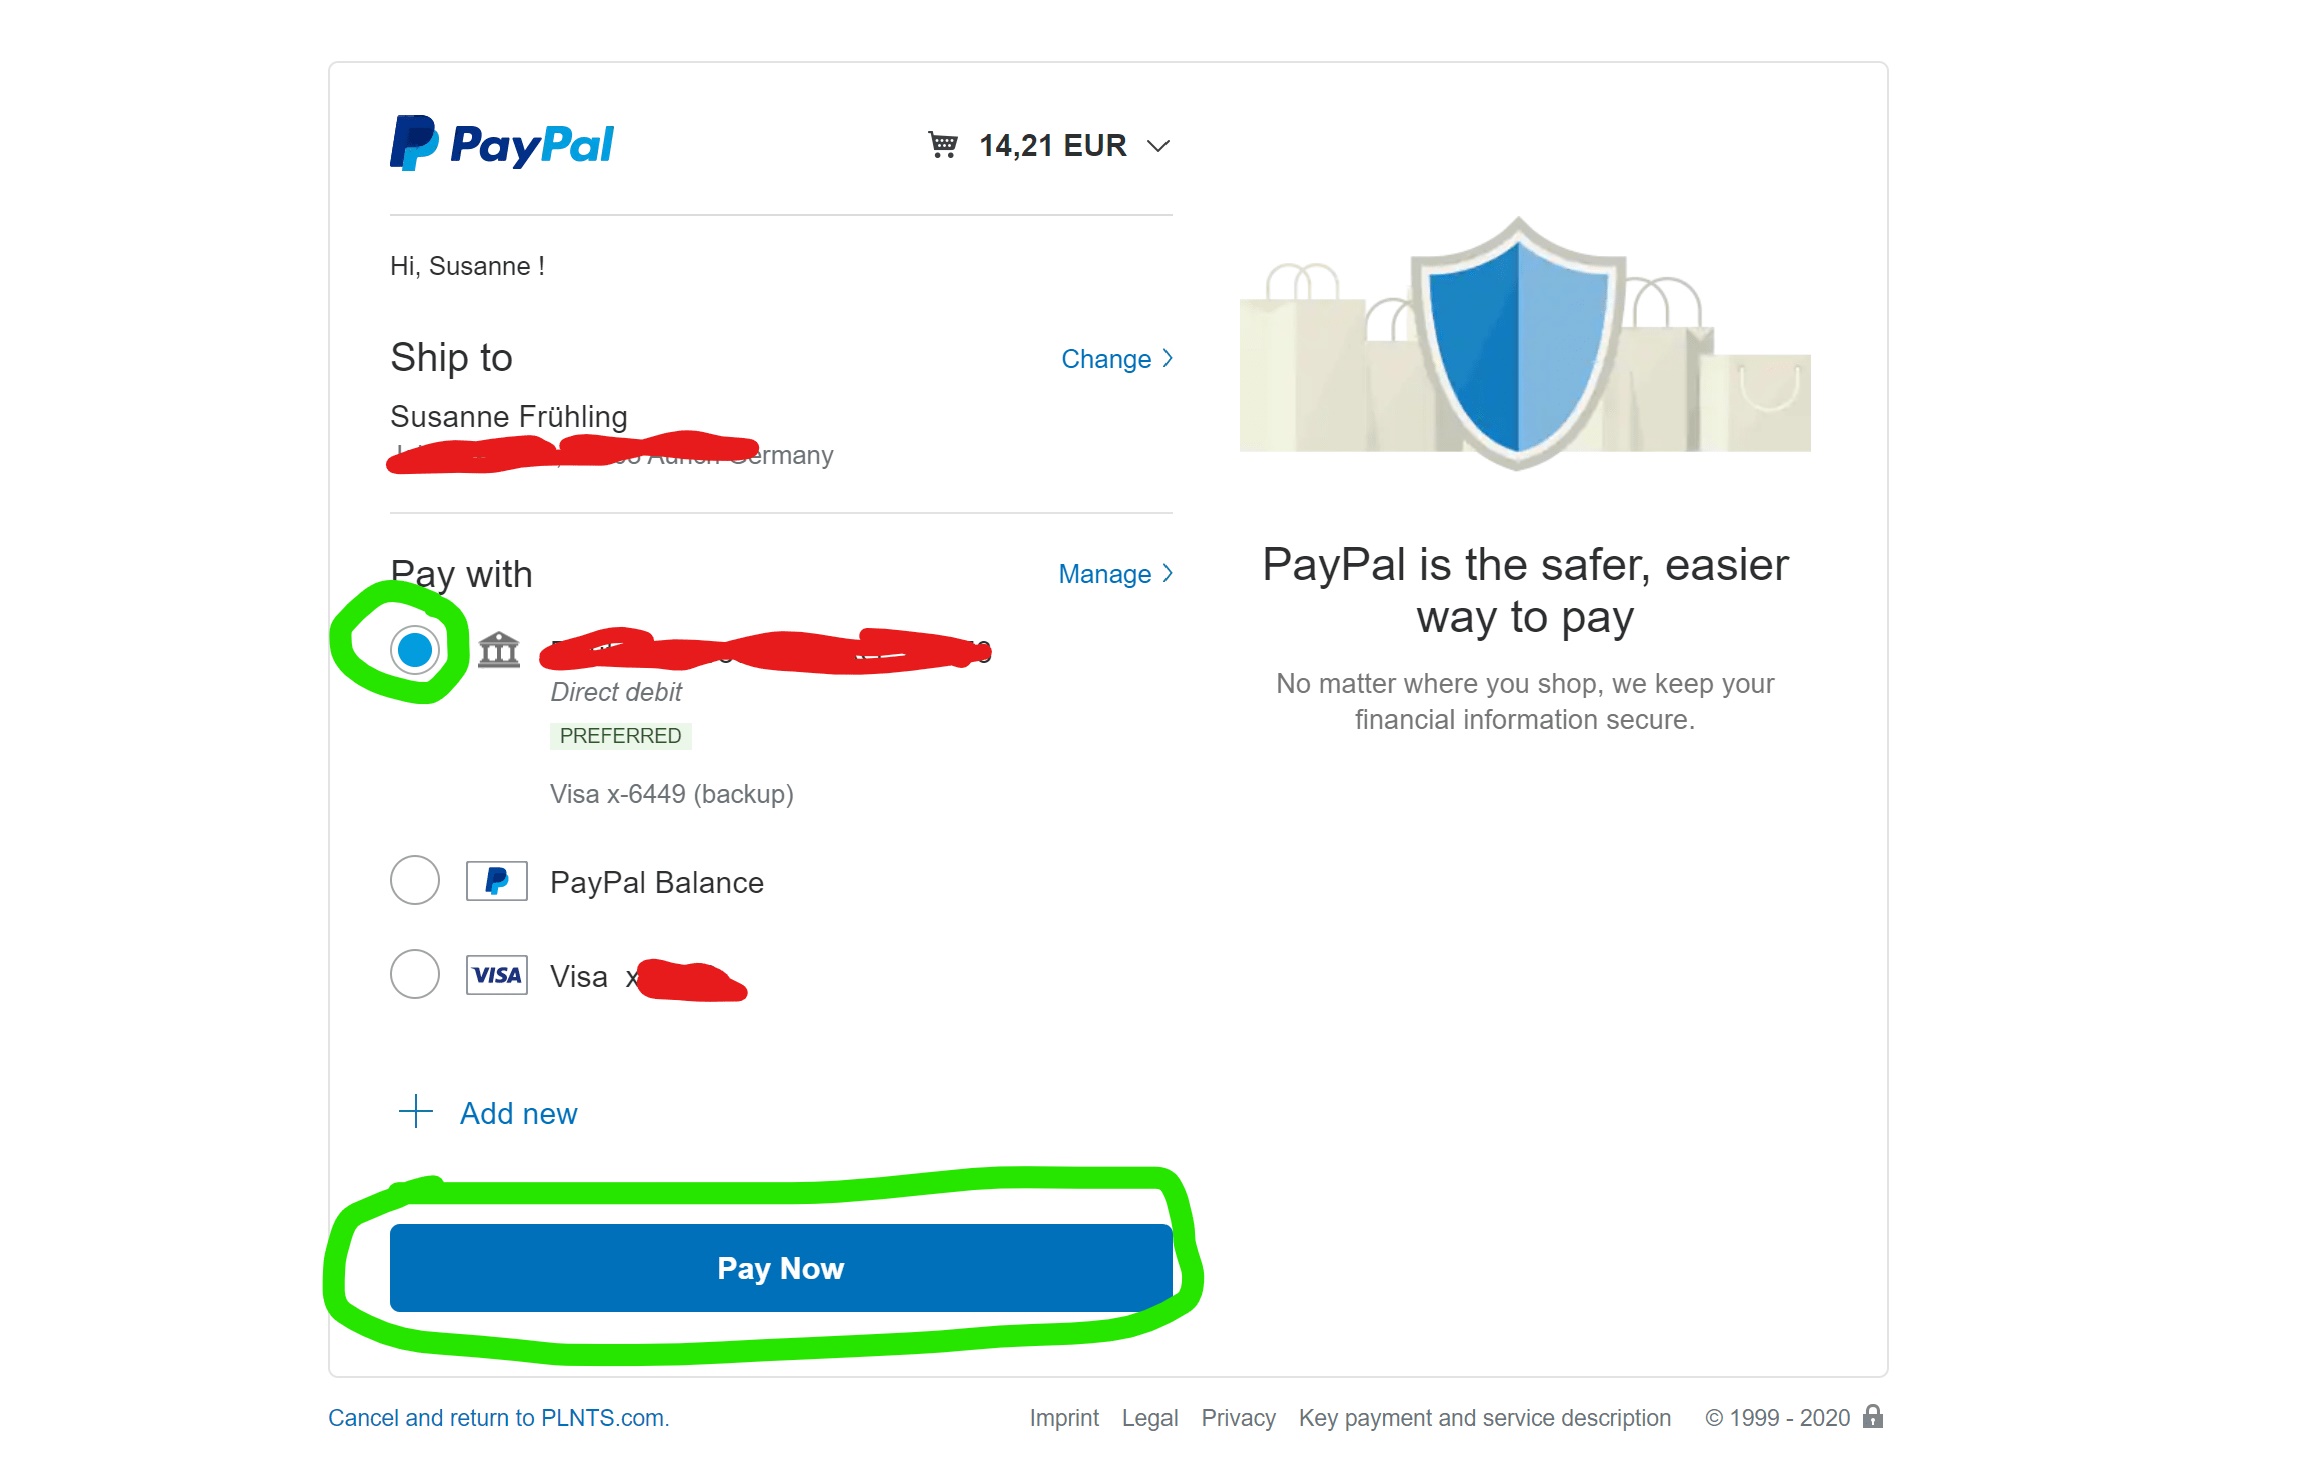 PayPal
14,21 EUR
Hi, Susanne !
Ship to
Change
Susanne Frühling
Germany
Pay with
Manage
Direct debit
PREFERRED
Visa x-6449 (backup)
PayPal Balance
VISA Visa x
Add new
Pay Now
PayPal is the safer, easier
way to pay
No matter where you shop, we keep your
financial information secure.
Cancel and return to PLNTS.com.
Imprint Legal Privacy Key payment and service description © 1999 - 2020